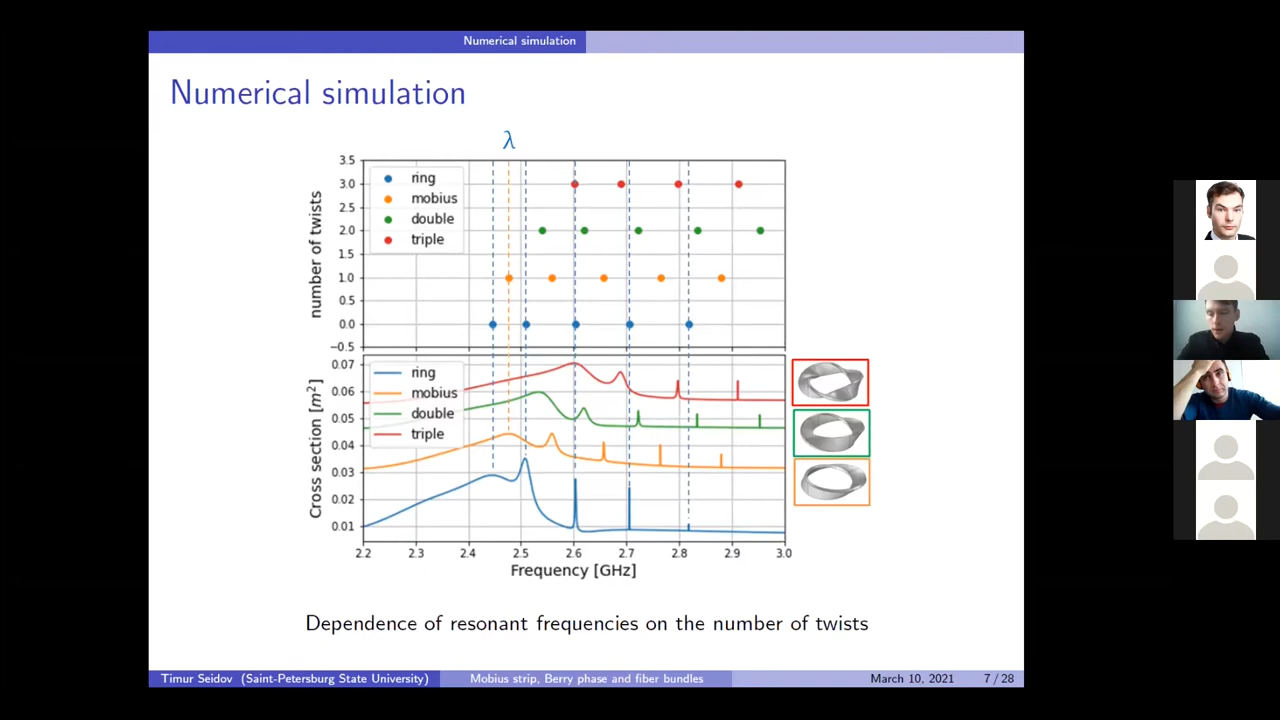 Numerical simulation
Numerical simulation
λ
3.5
3.0
2.5
2.0
1.5
1.0
0.5
0.0
−0.5
number of twists
ring
mobius
double
triple
0.07
0.06
0.05
0.04
0.03
0.02
0.01
Cross section [m²]
ring
mobius
double
triple
2.2 2.3 2.4 2.5 2.6 2.7 2.8 2.9 3.0
Frequency [GHz]
Dependence of resonant frequencies on the number of twists
Timur Seidov (Saint-Petersburg State University) Mobius strip, Berry phase and fiber bundles March 10, 2021 7 / 28